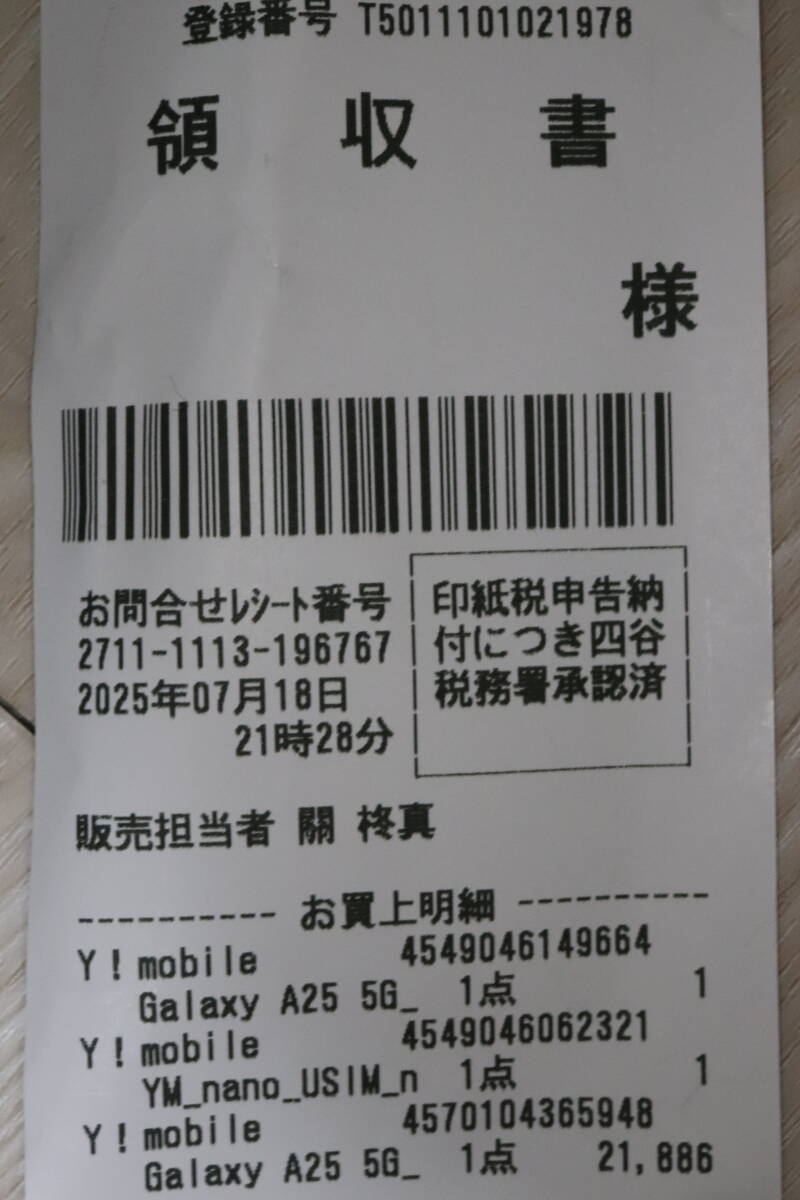 登録番号 T5011101021978
領 収 書
様
お問合せﾚｼｰﾄ番号
2711-1113-196767
2025年07月18日
21時28分
印紙税申告納
付につき四谷
税務署承認済
販売担当者 關 柊真
---------- お買上明細 ----------
Y!mobile 4549046149664
Galaxy A25 5G_ 1点 1
Y!mobile 4549046062321
YM_nano_USIM_n 1点 1
Y!mobile 4570104365948
Galaxy A25 5G_ 1点 21,886